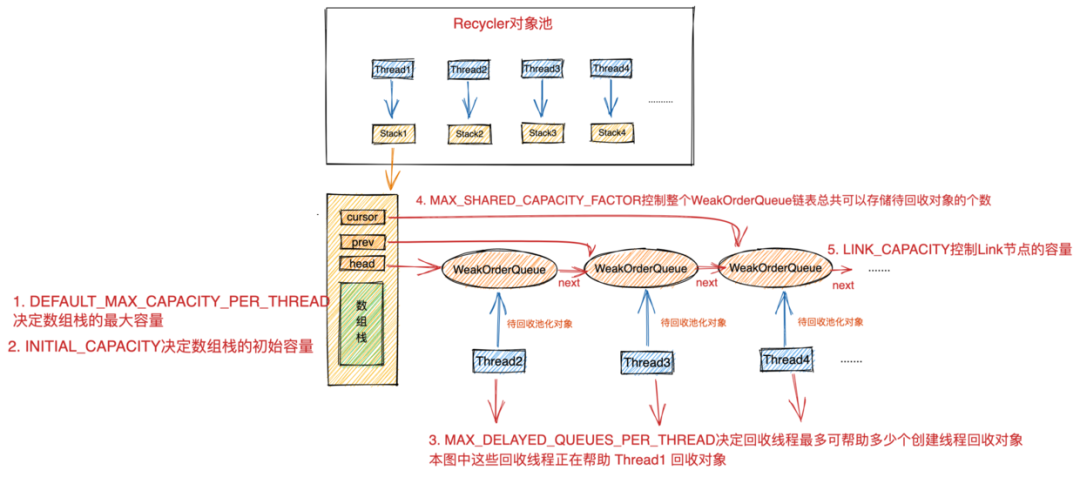 Recycler对象池
Thread1
Thread2
Thread3
Thread4
..........
Stack1
Stack2
Stack3
Stack4
4. MAX_SHARED_CAPACITY_FACTOR控制整个WeakOrderQueue链表总共可以存储待回收对象的个数
cursor
prev
head
5. LINK_CAPACITY控制Link节点的容量
WeakOrderQueue
next
WeakOrderQueue
next
WeakOrderQueue
next
.......
1. DEFAULT_MAX_CAPACITY_PER_THREAD
决定数组栈的最大容量
2. INITIAL_CAPACITY决定数组栈的初始容量
数
组
栈
待回收池化对象
待回收池化对象
待回收池化对象
Thread2
Thread3
Thread4
.......
3. MAX_DELAYED_QUEUES_PER_THREAD决定回收线程最多可帮助多少个创建线程回收对象
本图中这些回收线程正在帮助 Thread1 回收对象